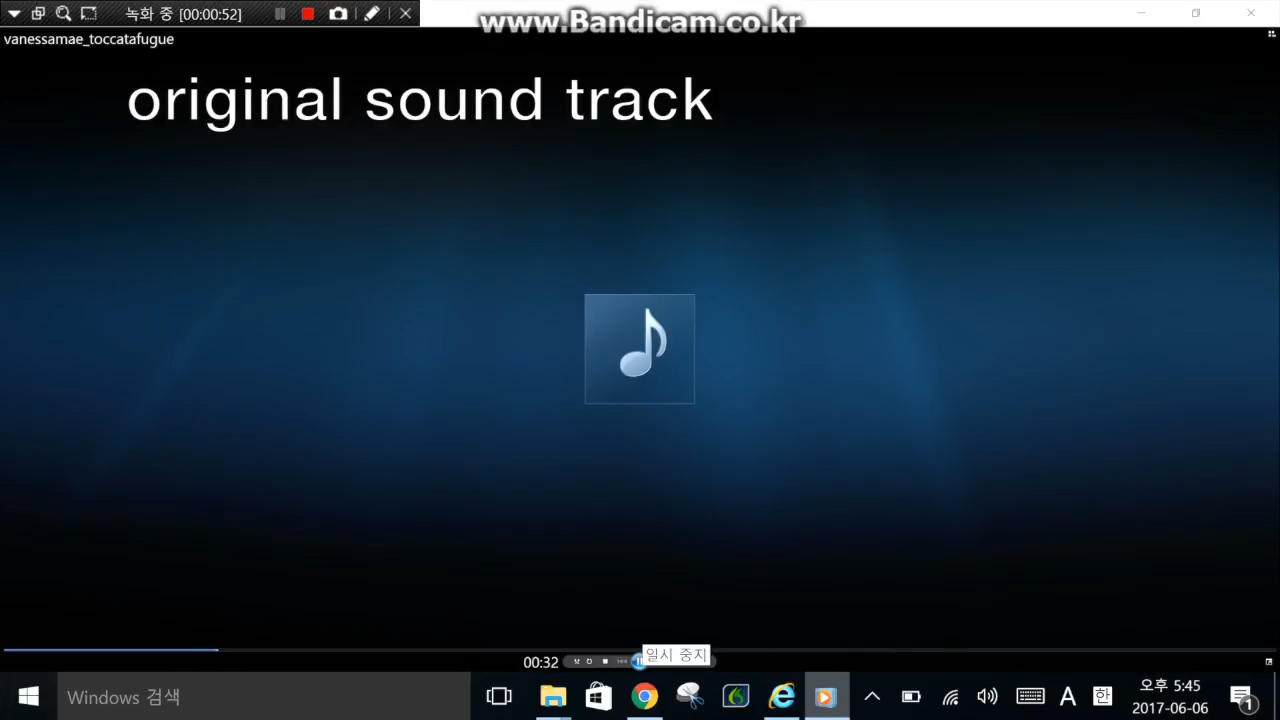 녹화 중 [00:00:52]
www.Bandicam.co.kr
vanessamae_toccatafugue
original sound track
00:32
일시 중지
Windows 검색
A
한
오후 5:45
2017-06-06
1